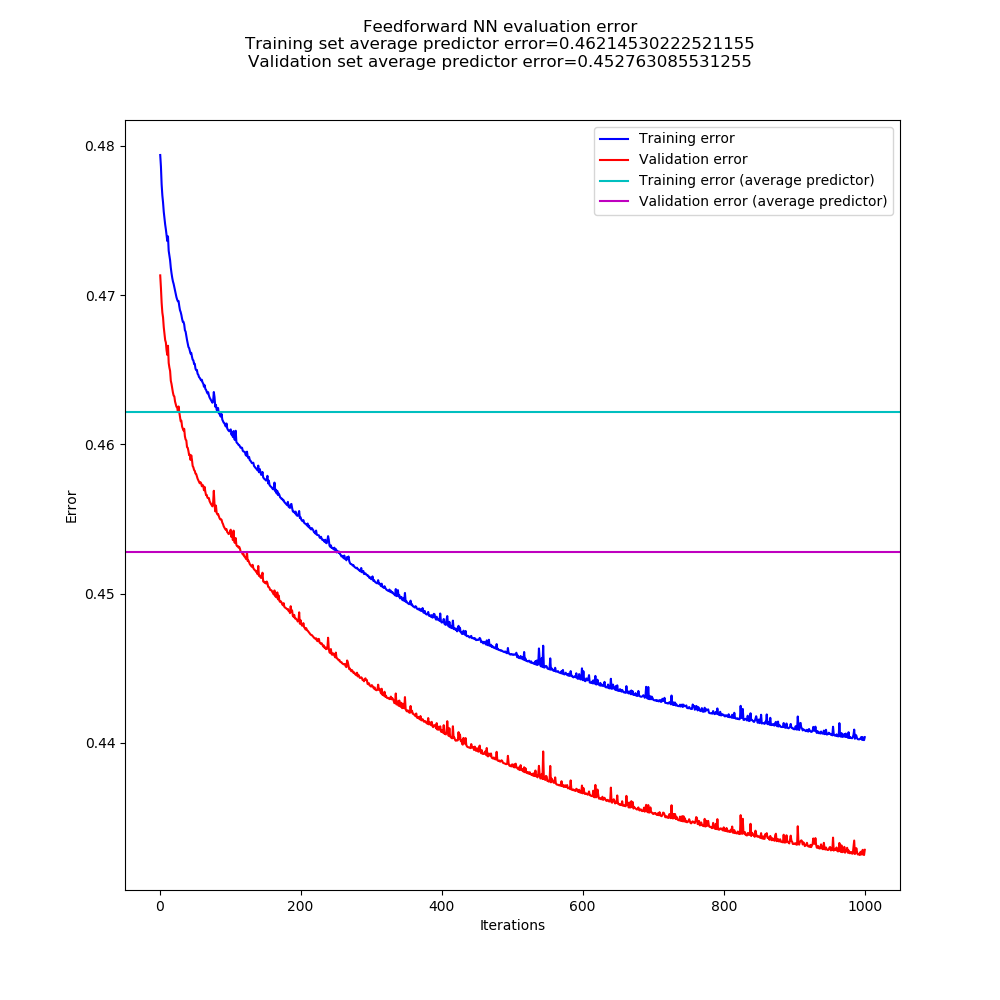 Feedforward NN evaluation error
Training set average predictor error=0.46214530222521155
Validation set average predictor error=0.452763085531255
Training error
Validation error
Training error (average predictor)
Validation error (average predictor)
0.48
0.47
0.46
0.45
0.44
Error
0
200
400
600
800
1000
Iterations